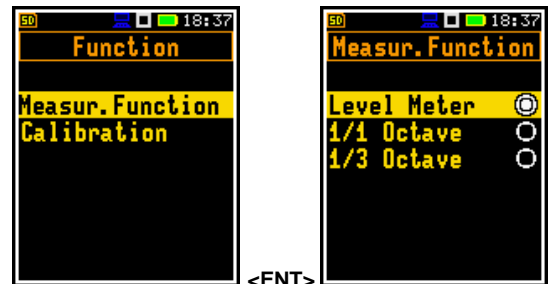 SD 18:37
Function
Measur.Function
Calibration
<ENT>
SD 18:37
Measur.Function
Level Meter
1/1 Octave
1/3 Octave